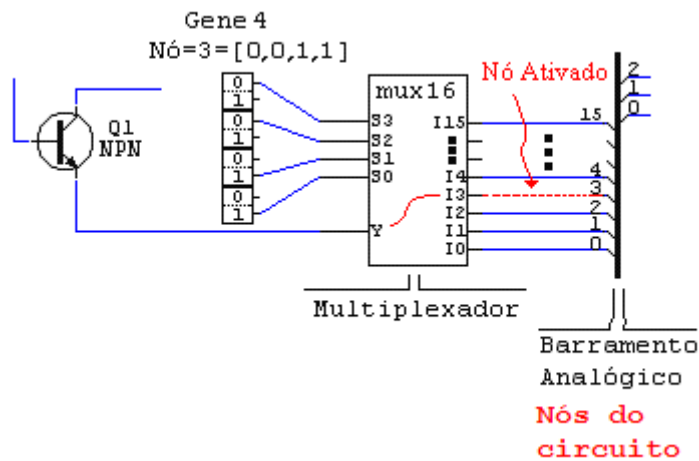 Gene 4
Nó=3=[0,0,1,1]
0
1
0
1
0
1
0
1
Q1
NPN
mux16
S3
S2
S1
S0
Y
I15
I4
I3
I2
I1
I0
Nó Ativado
15
4
3
2
1
0
2
1
0
Multiplexador
Barramento
Analógico
Nós do
circuito